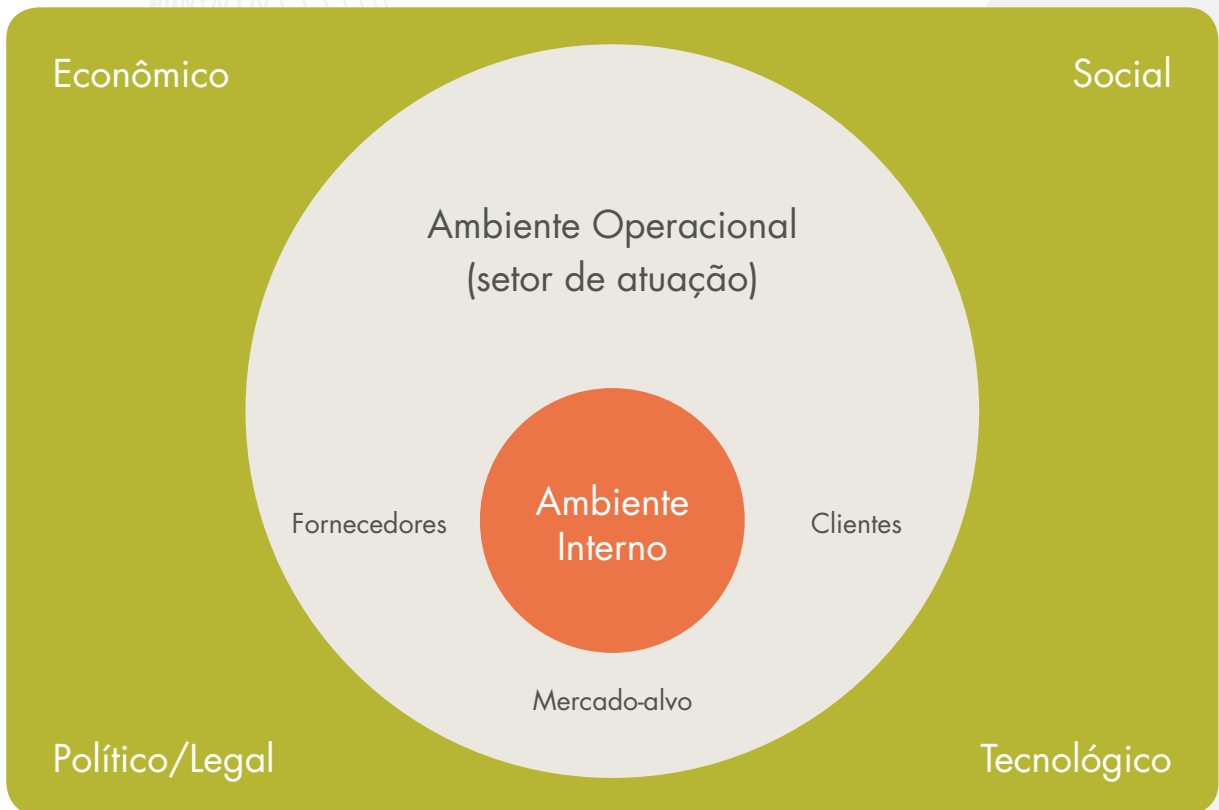 Econômico
Social
Ambiente Operacional
(setor de atuação)
Fornecedores
Ambiente
Interno
Clientes
Mercado-alvo
Político/Legal
Tecnológico